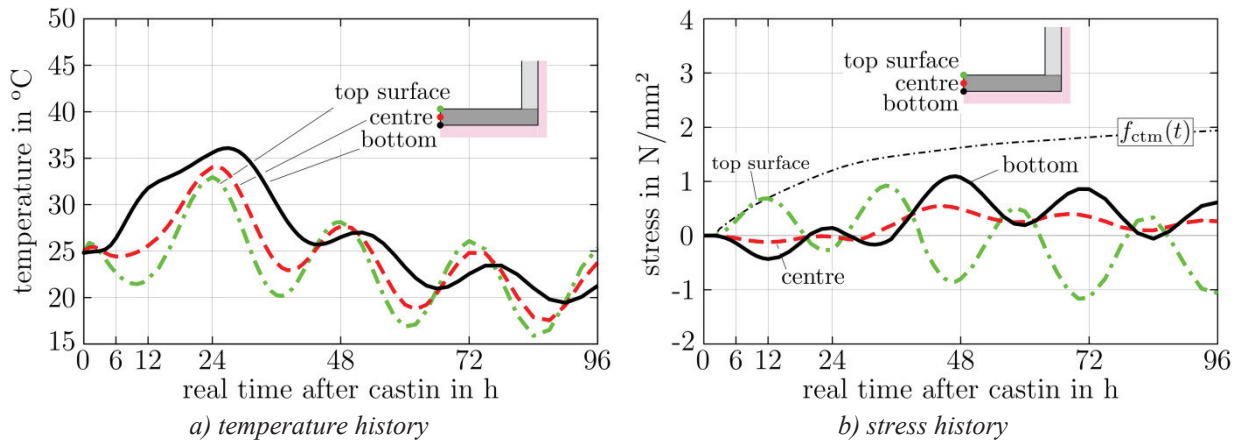 50
45
40
35
30
25
20
15
temperature in °C
top surface
centre
bottom
0 6 12 24 48 72 96
real time after castin in h
a) temperature history
4
3
2
1
0
-1
-2
stress in N/mm²
top surface
centre
bottom
f_ctm(t)
top surface
bottom
centre
0 6 12 24 48 72 96
real time after castin in h
b) stress history